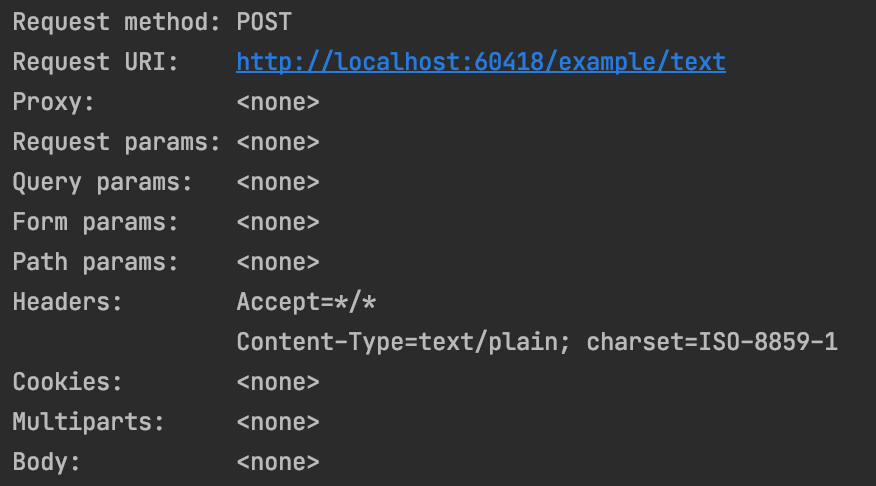 Request method: POST
Request URI: http://localhost:60418/example/text
Proxy: <none>
Request params: <none>
Query params: <none>
Form params: <none>
Path params: <none>
Headers: Accept=*/*
Content-Type=text/plain; charset=ISO-8859-1
Cookies: <none>
Multiparts: <none>
Body: <none>